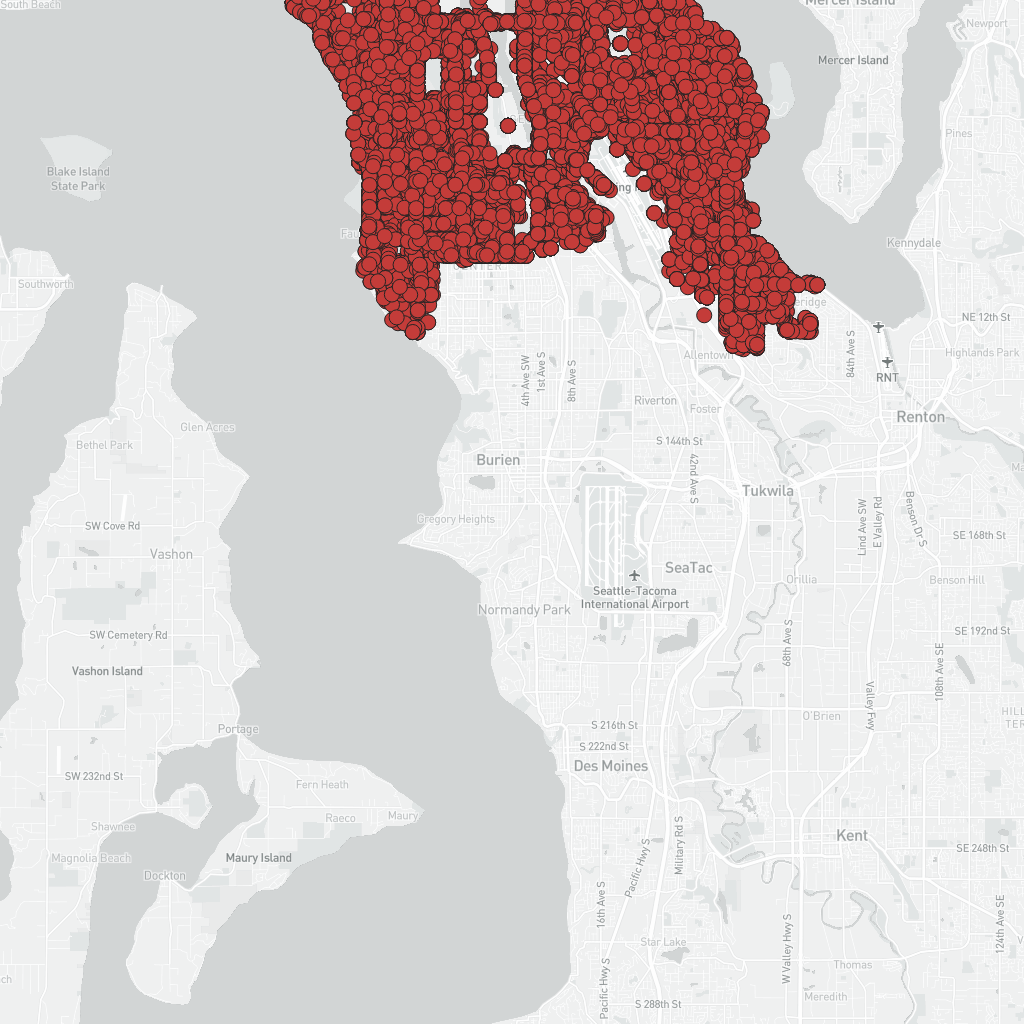 South Beach
Mercer Island
Newport
Mercer Island
Pines
Blake Island
State Park
Kennydale
Southworth
NE 12th St
84th Ave S
Highlands Park
Allentown
RNT
4th Ave SW
1st Ave S
8th Ave S
Riverton
Foster
Renton
Glen Acres
Bethel Park
S 144th St
Burien
42nd Ave S
Tukwila
Lind Ave SW
E Valley Rd
Benson Dr S
Gregory Heights
SW Cove Rd
SE 168th St
Vashon
SeaTac
Orillia
Benson Hill
Seattle-Tacoma
International Airport
Normandy Park
SW Cemetery Rd
SE 192nd St
68th Ave S
108th Ave SE
Vashon Island
Valley Fwy
Portage
S 216th St
O'Brien
S 222nd St
Des Moines
SW 232nd St
Fern Heath
Raeco
Maury
Shawnee
Military Rd S
Pacific Hwy S
Kent
SE 248th St
Magnolia Beach
Maury Island
Dockton
16th Ave S
124th Ave SE
W Valley Hwy S
Star Lake
Pacific Hwy S
Thomas
Meredith
S 288th St